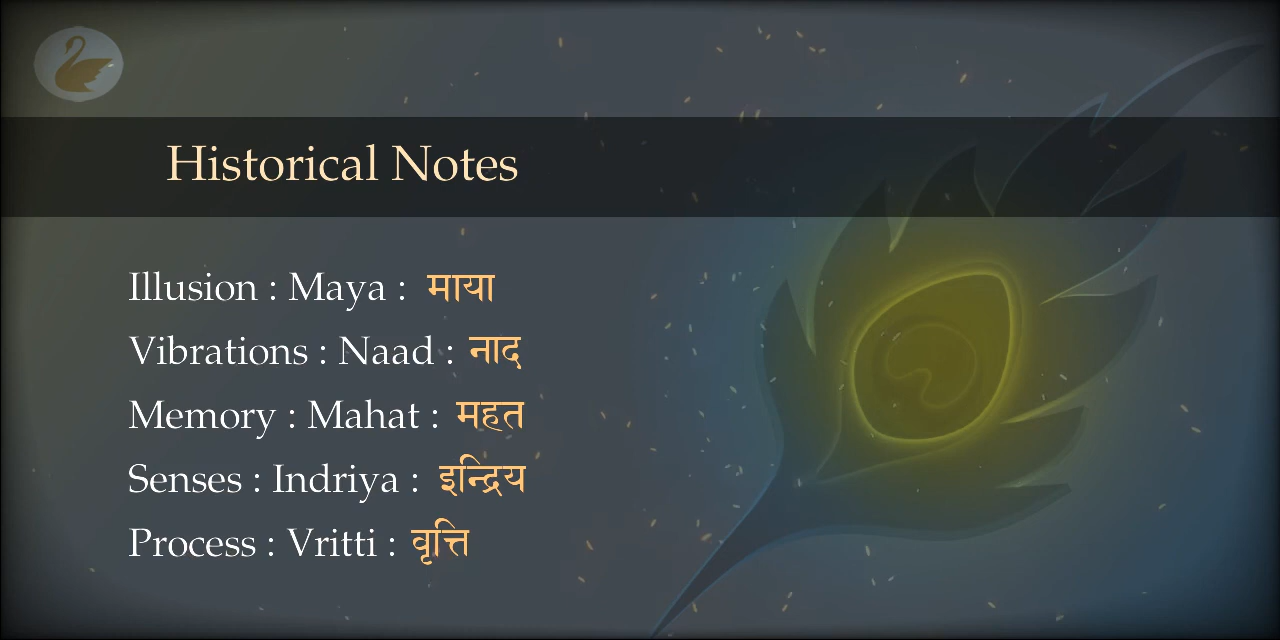 Historical Notes
Illusion : Maya : माया
Vibrations : Naad : नाद
Memory : Mahat : महत
Senses : Indriya : इन्द्रिय
Process : Vritti : वृत्ति